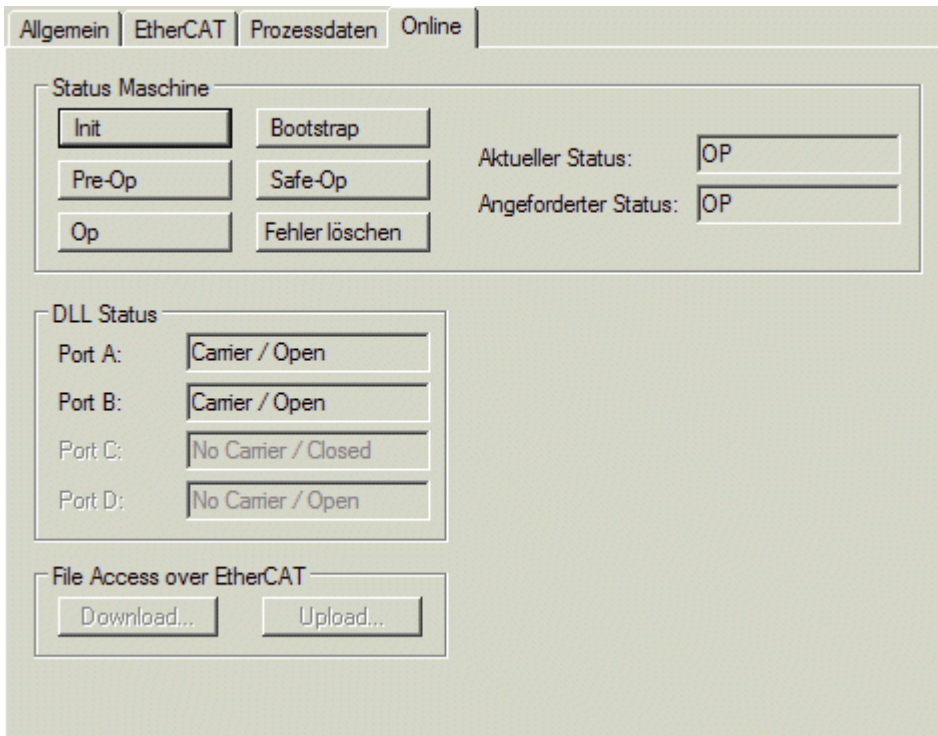 Allgemein EtherCAT Prozessdaten Online
Status Maschine
Init Bootstrap
Aktueller Status: OP
Pre-Op Safe-Op
Angeforderter Status: OP
Op Fehler löschen
DLL Status
Port A: Carrier / Open
Port B: Carrier / Open
Port C: No Carrier / Closed
Port D: No Carrier / Open
File Access over EtherCAT
Download... Upload...